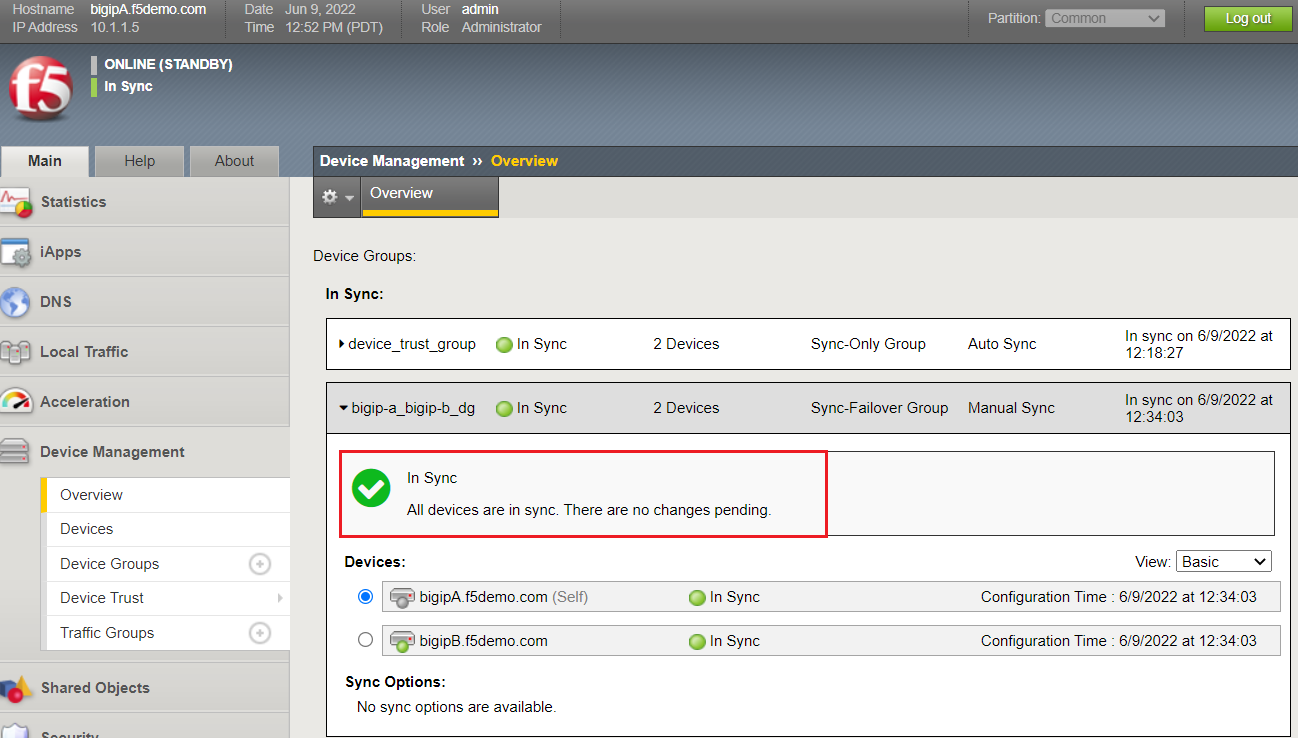 Hostname bigipA.f5demo.com Date Jun 9, 2022 User admin
IP Address 10.1.1.5 Time 12:52 PM (PDT) Role Administrator
Partition: Common Log out
f5
ONLINE (STANDBY)
In Sync
Main Help About
Device Management ›› Overview
Overview
Statistics
iApps
DNS
Local Traffic
Acceleration
Device Management
Overview
Devices
Device Groups
Device Trust
Traffic Groups
Shared Objects
Security
Device Groups:
In Sync:
device_trust_group In Sync 2 Devices Sync-Only Group Auto Sync In sync on 6/9/2022 at
12:18:27
bigip-a_bigip-b_dg In Sync 2 Devices Sync-Failover Group Manual Sync In sync on 6/9/2022 at
12:34:03
In Sync
All devices are in sync. There are no changes pending.
Devices: View: Basic
bigipA.f5demo.com (Self) In Sync Configuration Time : 6/9/2022 at 12:34:03
bigipB.f5demo.com In Sync Configuration Time : 6/9/2022 at 12:34:03
Sync Options:
No sync options are available.